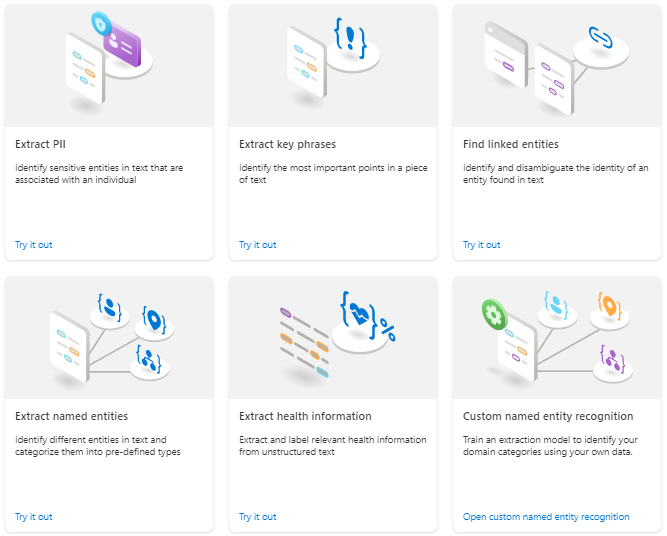 Extract PII
Identify sensitive entities in text that are
associated with an individual
Try it out
Extract key phrases
Identify the most important points in a piece
of text
Try it out
Find linked entities
Identify and disambiguate the identity of an
entity found in text
Try it out
Extract named entities
Identify different entities in text and
categorize them into pre-defined types
Try it out
Extract health information
Extract and label relevant health information
from unstructured text
Try it out
Custom named entity recognition
Train an extraction model to identify your
domain categories using your own data.
Open custom named entity recognition